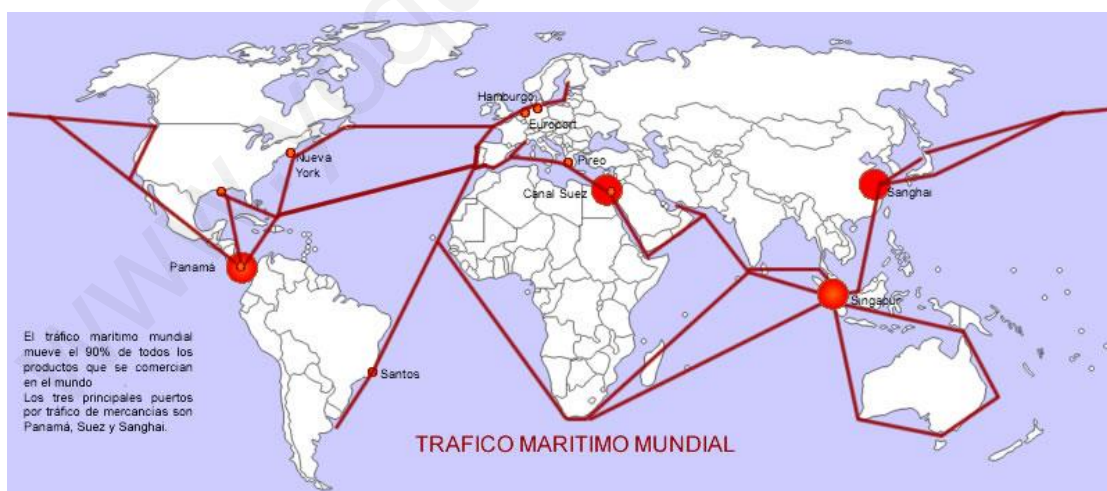 Hamburgo
Europort
Nueva
York
Pireo
Canal Suez
Sanghai
Panamá
Singapur
Santos
El tráfico marítimo mundial
mueve el 90% de todos los
productos que se comercian
en el mundo
Los tres principales puertos
por tráfico de mercancias son
Panamá, Suez y Sanghai.
TRAFICO MARITIMO MUNDIAL